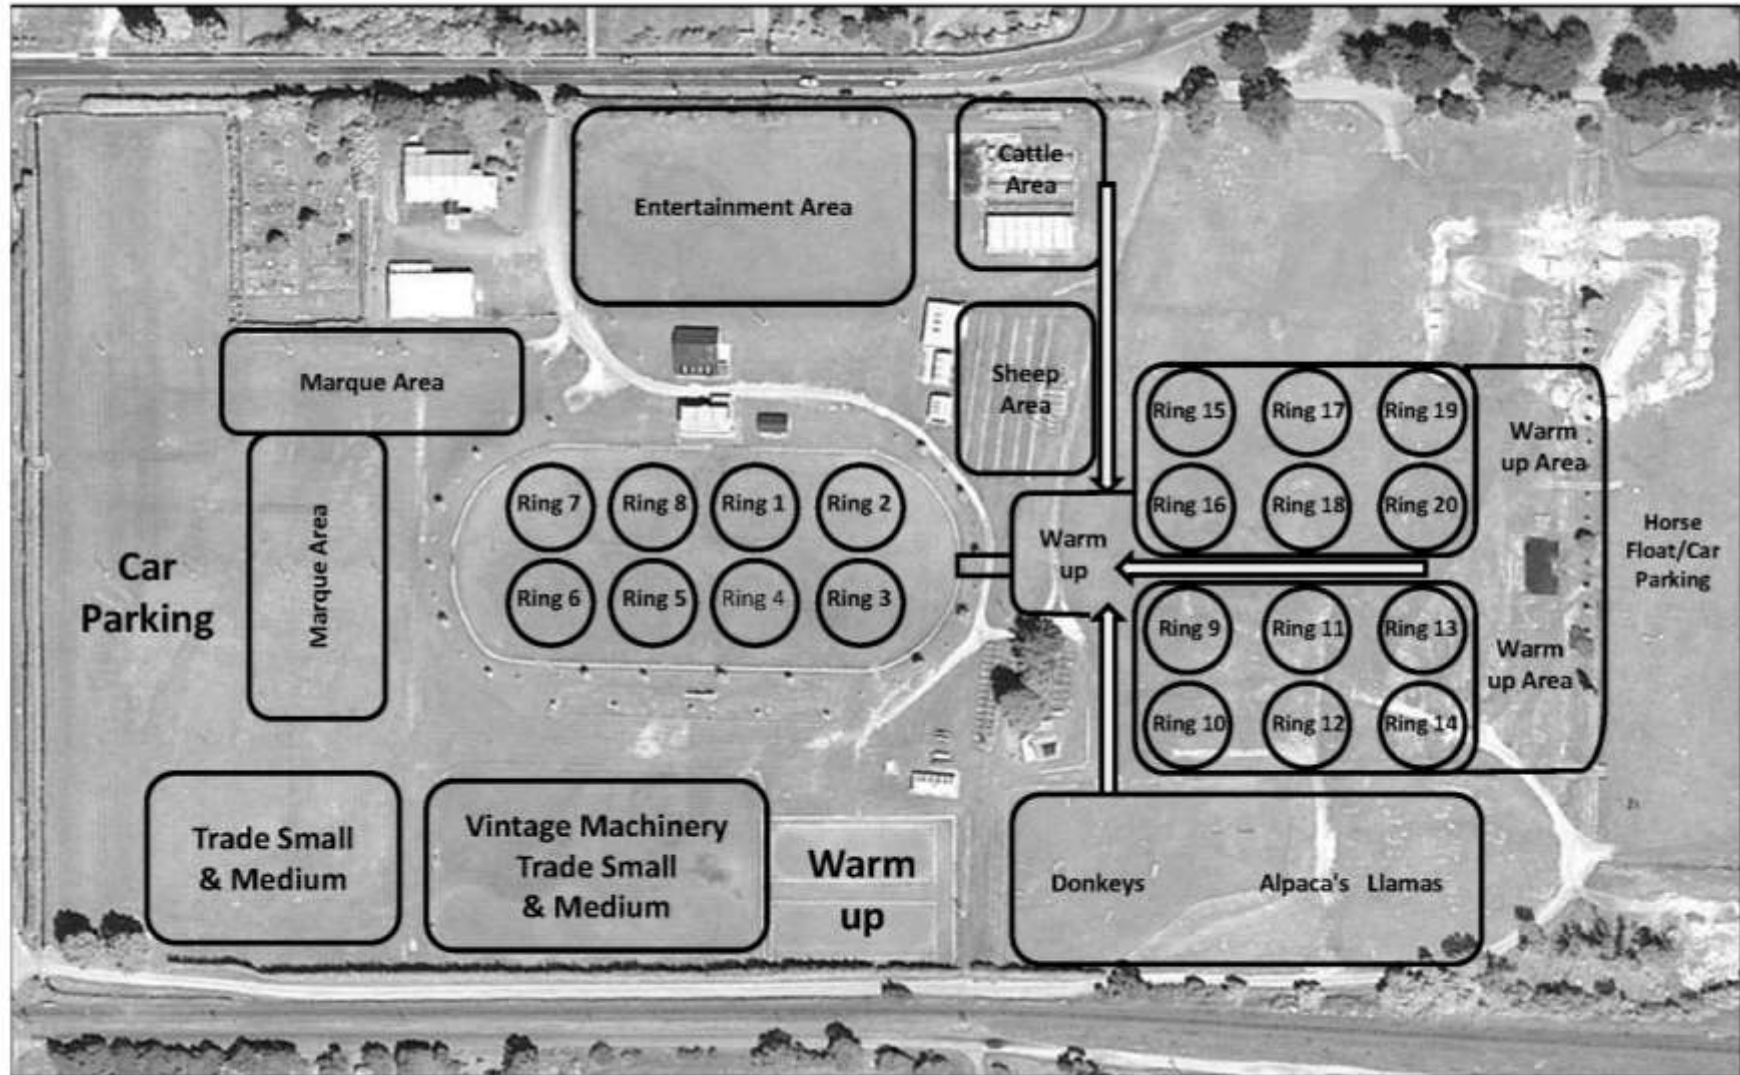 Entertainment Area
Cattle
Area
Marque Area
Sheep
Area
Ring 15
Ring 17
Ring 19
Warm
up Area
Ring 16
Ring 18
Ring 20
Ring 7
Ring 8
Ring 1
Ring 2
Warm
up
Horse
Float/Car
Parking
Marque Area
Car
Parking
Ring 6
Ring 5
Ring 4
Ring 3
Ring 9
Ring 11
Ring 13
Warm
up Area
Ring 10
Ring 12
Ring 14
Trade Small
& Medium
Vintage Machinery
Trade Small
& Medium
Warm
up
Donkeys
Alpaca's Llamas